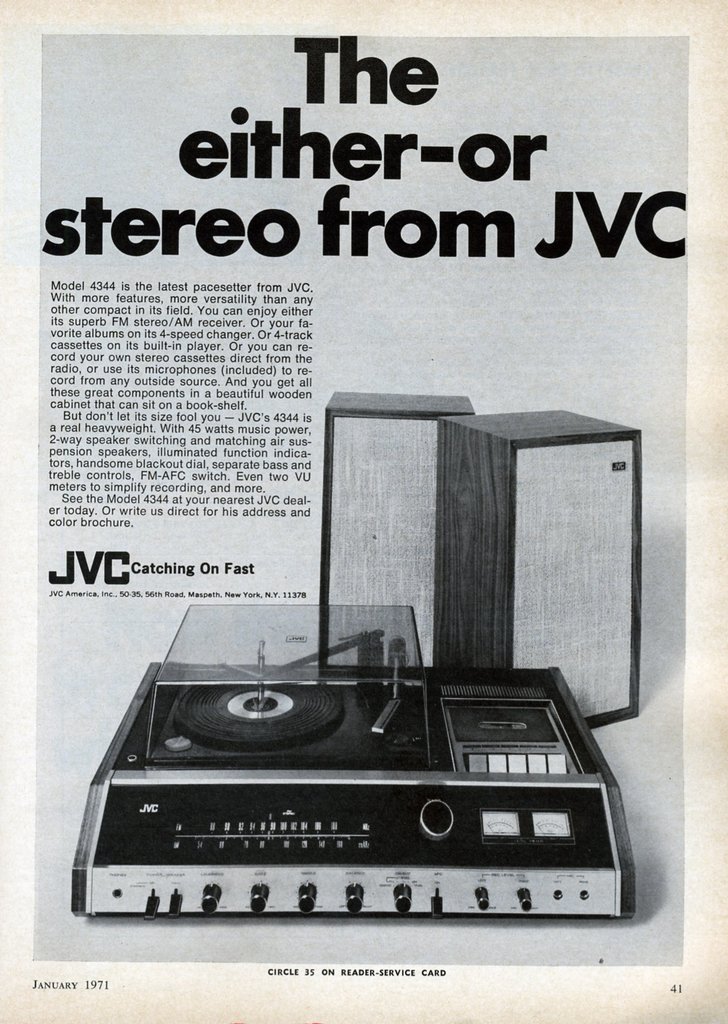 The
either-or
stereo from JVC
Model 4344 is the latest pacesetter from JVC.
With more features, more versatility than any
other compact in its field. You can enjoy either
its superb FM stereo/AM receiver. Or your fa-
vorite albums on its 4-speed changer. Or 4-track
cassettes on its built-in player. Or you can re-
cord your own stereo cassettes direct from the
radio, or use its microphones (included) to re-
cord from any outside source. And you get all
these great components in a beautiful wooden
cabinet that can sit on a book-shelf.
But don't let its size fool you — JVC's 4344 is
a real heavyweight. With 45 watts music power,
2-way speaker switching and matching air sus-
pension speakers, illuminated function indica-
tors, handsome blackout dial, separate bass and
treble controls, FM-AFC switch. Even two VU
meters to simplify recording, and more.
See the Model 4344 at your nearest JVC deal-
er today. Or write us direct for his address and
color brochure.
JVC Catching On Fast
JVC America, Inc., 50-35, 56th Road, Maspeth, New York, N.Y. 11378
JVC
JVC
JVC
CIRCLE 35 ON READER-SERVICE CARD
JANUARY 1971
41